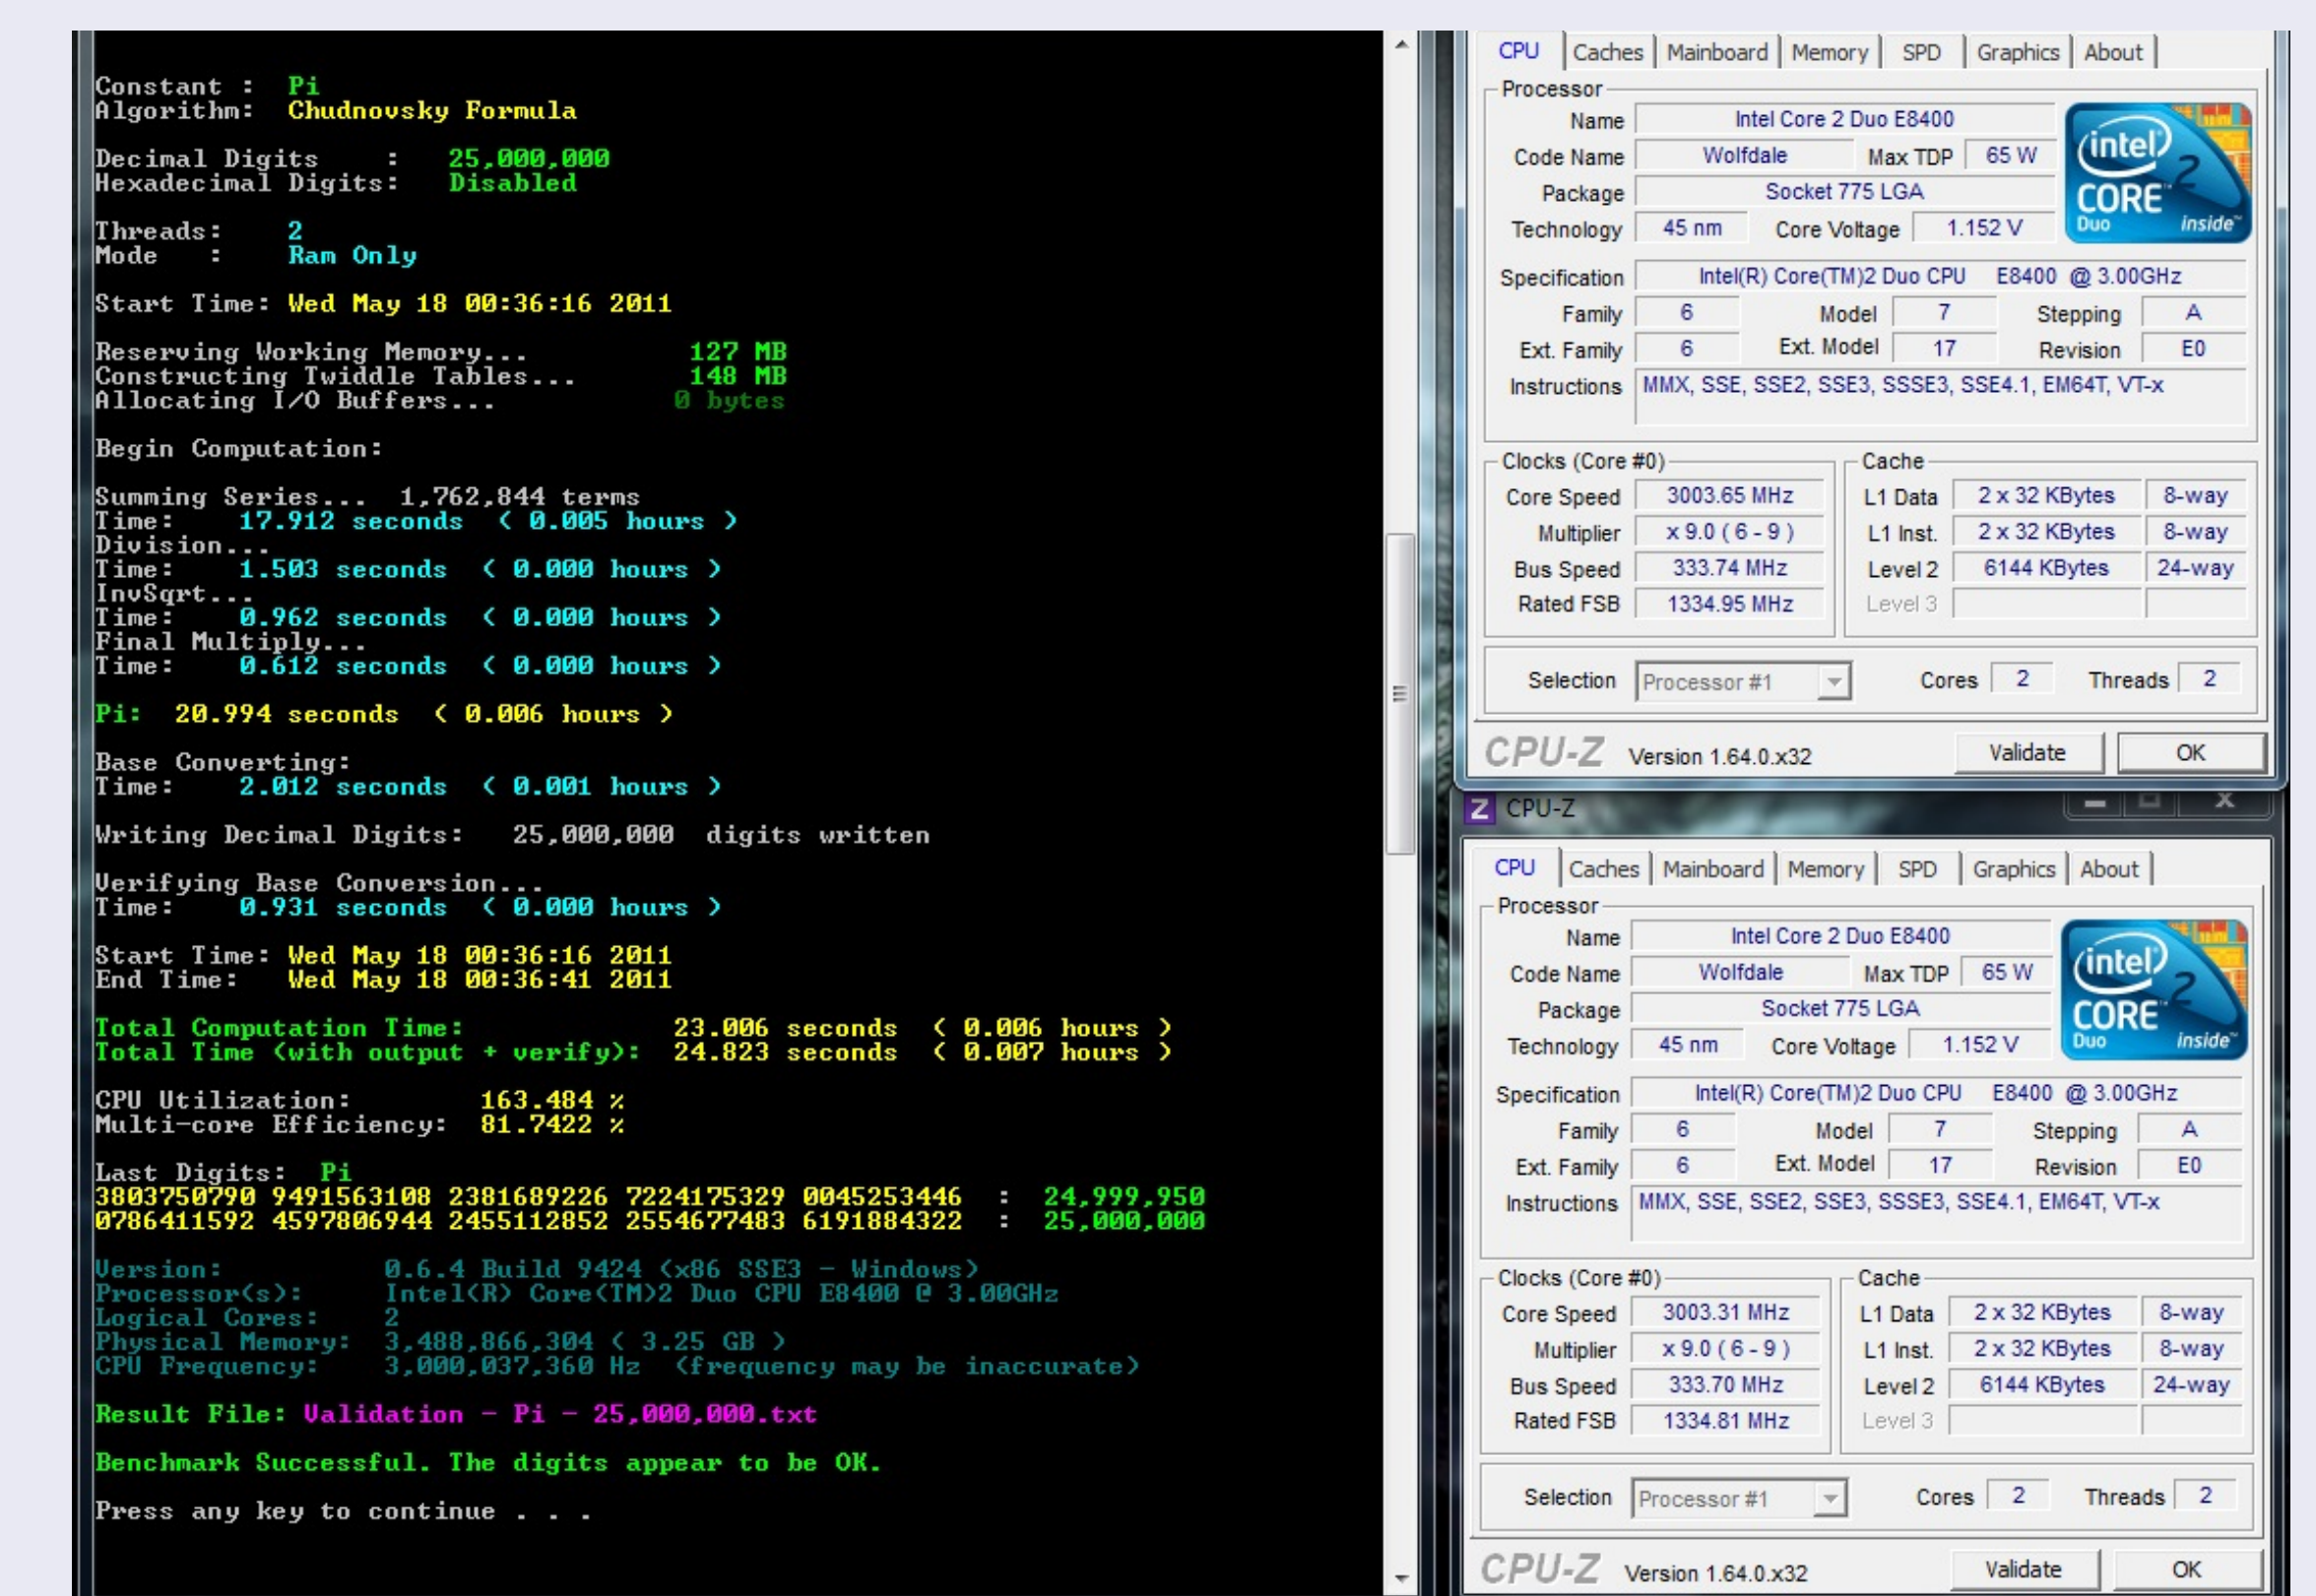 Constant :  Pi
Algorithm:  Chudnovsky Formula
Decimal Digits    :   25,000,000
Hexadecimal Digits:   Disabled
Threads:    2
Mode   :    Ram Only
Start Time: Wed May 18 00:36:16 2011
Reserving Working Memory...          127 MB
Constructing Twiddle Tables...       148 MB
Allocating I/O Buffers...           0 bytes
Begin Computation:
Summing Series...  1,762,844 terms
Time:    17.912 seconds  ( 0.005 hours )
Division...
Time:    1.503 seconds  ( 0.000 hours )
InvSqrt...
Time:    0.962 seconds  ( 0.000 hours )
Final Multiply...
Time:    0.612 seconds  ( 0.000 hours )
Pi:  20.994 seconds  ( 0.006 hours )
Base Converting:
Time:    2.012 seconds  ( 0.001 hours )
Writing Decimal Digits:   25,000,000  digits written
Verifying Base Conversion...
Time:    0.931 seconds  ( 0.000 hours )
Start Time: Wed May 18 00:36:16 2011
End Time:   Wed May 18 00:36:41 2011
Total Computation Time:             23.006 seconds  ( 0.006 hours )
Total Time (with output + verify):  24.823 seconds  ( 0.007 hours )
CPU Utilization:        163.484 %
Multi-core Efficiency:  81.7422 %
Last Digits:  Pi
3803750790 9491563108 2381689226 7224175329 0045253446  :  24,999,950
0786411592 4597806944 2455112852 2554677483 6191884322  :  25,000,000
Version:          0.6.4 Build 9424 (x86 SSE3 - Windows)
Processor(s):     Intel(R) Core(TM)2 Duo CPU E8400 @ 3.00GHz
Logical Cores:    2
Physical Memory:  3,488,866,304 ( 3.25 GB )
CPU Frequency:    3,000,037,360 Hz  (frequency may be inaccurate)
Result File: Validation - Pi - 25,000,000.txt
Benchmark Successful. The digits appear to be OK.
Press any key to continue . . .
CPU Caches Mainboard Memory SPD Graphics About
Processor
Name Intel Core 2 Duo E8400
Code Name Wolfdale Max TDP 65 W
Package Socket 775 LGA
Technology 45 nm Core Voltage 1.152 V
intel 2 CORE™ Duo inside™
Specification Intel(R) Core(TM)2 Duo CPU E8400 @ 3.00GHz
Family 6 Model 7 Stepping A
Ext. Family 6 Ext. Model 17 Revision E0
Instructions MMX, SSE, SSE2, SSE3, SSSE3, SSE4.1, EM64T, VT-x
Clocks (Core #0) Cache
Core Speed 3003.65 MHz L1 Data 2 x 32 KBytes 8-way
Multiplier x 9.0 ( 6 - 9 ) L1 Inst. 2 x 32 KBytes 8-way
Bus Speed 333.74 MHz Level 2 6144 KBytes 24-way
Rated FSB 1334.95 MHz Level 3
Selection Processor #1 Cores 2 Threads 2
CPU-Z Version 1.64.0.x32 Validate OK
Z CPU-Z
CPU Caches Mainboard Memory SPD Graphics About
Processor
Name Intel Core 2 Duo E8400
Code Name Wolfdale Max TDP 65 W
Package Socket 775 LGA
Technology 45 nm Core Voltage 1.152 V
intel 2 CORE™ Duo inside™
Specification Intel(R) Core(TM)2 Duo CPU E8400 @ 3.00GHz
Family 6 Model 7 Stepping A
Ext. Family 6 Ext. Model 17 Revision E0
Instructions MMX, SSE, SSE2, SSE3, SSSE3, SSE4.1, EM64T, VT-x
Clocks (Core #0) Cache
Core Speed 3003.31 MHz L1 Data 2 x 32 KBytes 8-way
Multiplier x 9.0 ( 6 - 9 ) L1 Inst. 2 x 32 KBytes 8-way
Bus Speed 333.70 MHz Level 2 6144 KBytes 24-way
Rated FSB 1334.81 MHz Level 3
Selection Processor #1 Cores 2 Threads 2
CPU-Z Version 1.64.0.x32 Validate OK